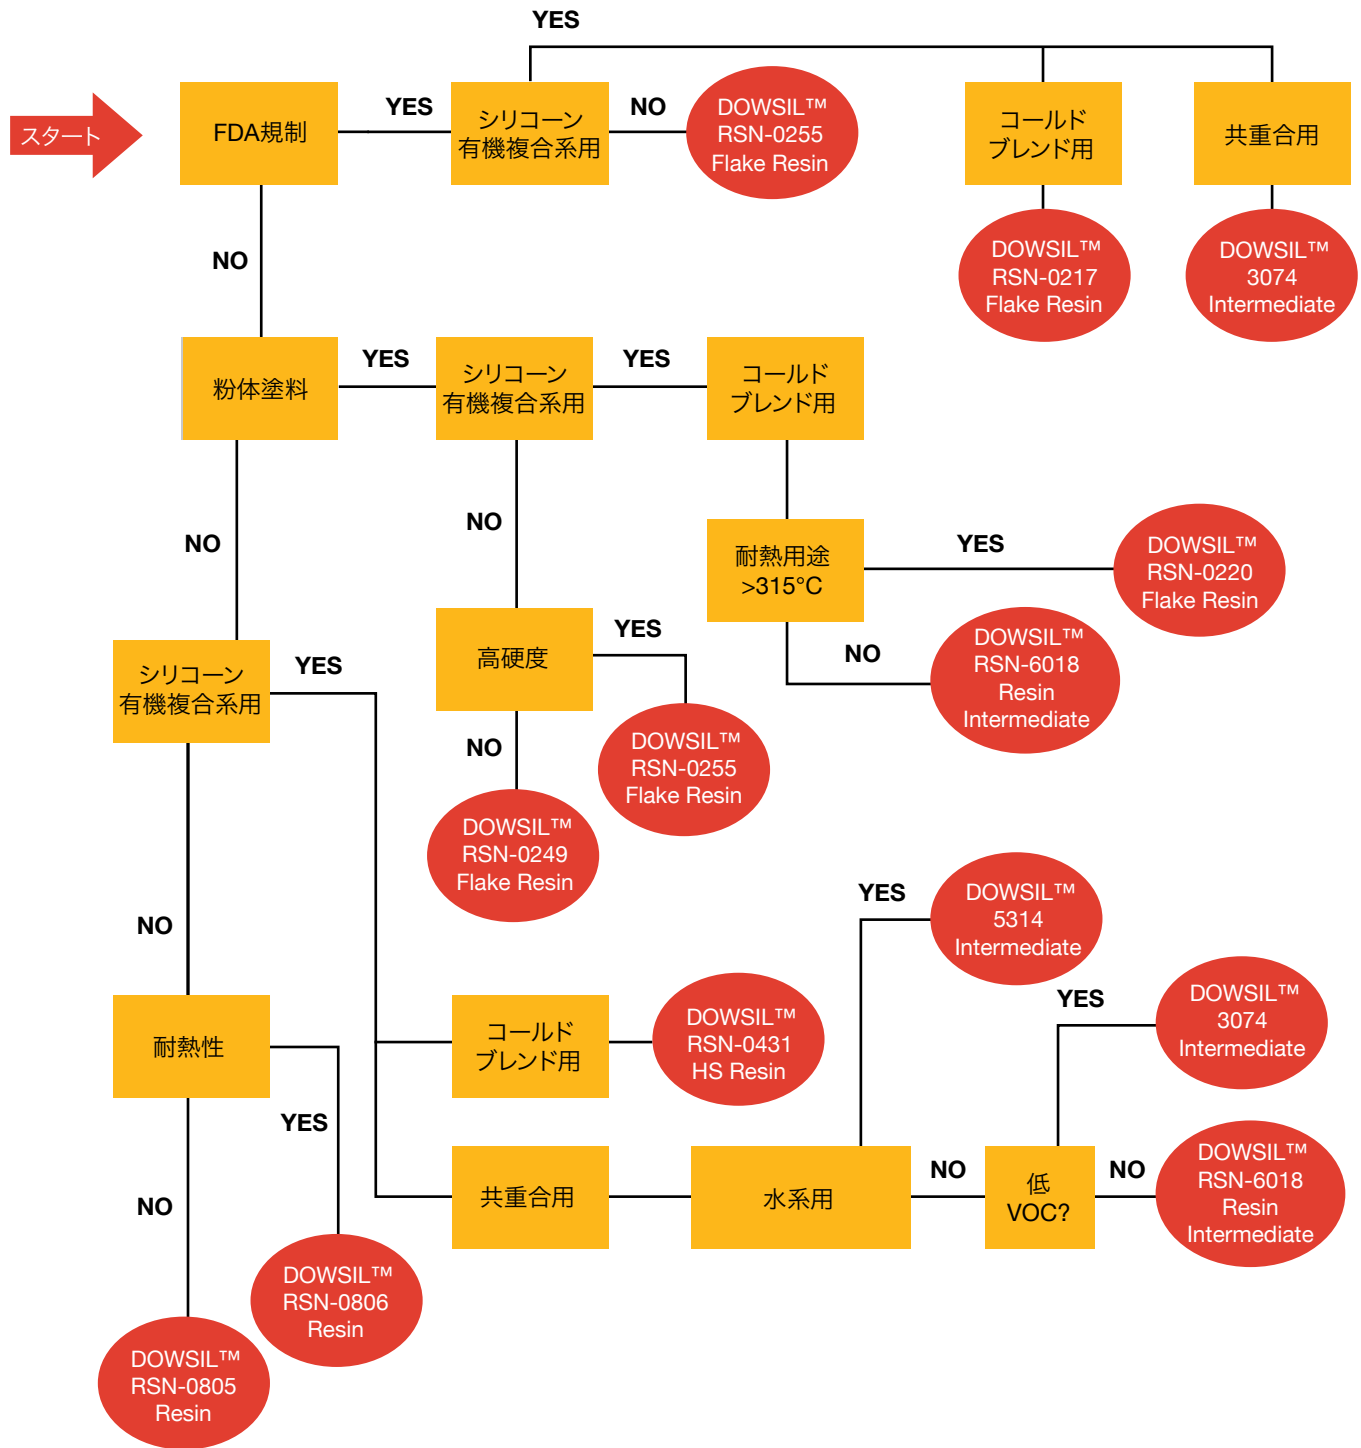 YES
スタート
FDA規制
YES
シリコーン
有機複合系用
NO
DOWSIL™
RSN-0255
Flake Resin
コールド
ブレンド用
共重合用
NO
DOWSIL™
RSN-0217
Flake Resin
DOWSIL™
3074
Intermediate
粉体塗料
YES
シリコーン
有機複合系用
YES
コールド
ブレンド用
NO
NO
耐熱用途
>315°C
YES
DOWSIL™
RSN-0220
Flake Resin
NO
DOWSIL™
RSN-6018
Resin
Intermediate
シリコーン
有機複合系用
YES
高硬度
YES
NO
DOWSIL™
RSN-0255
Flake Resin
DOWSIL™
RSN-0249
Flake Resin
NO
YES
DOWSIL™
5314
Intermediate
耐熱性
コールド
ブレンド用
DOWSIL™
RSN-0431
HS Resin
YES
DOWSIL™
3074
Intermediate
YES
NO
共重合用
水系用
NO
低
VOC?
NO
DOWSIL™
RSN-6018
Resin
Intermediate
DOWSIL™
RSN-0806
Resin
DOWSIL™
RSN-0805
Resin